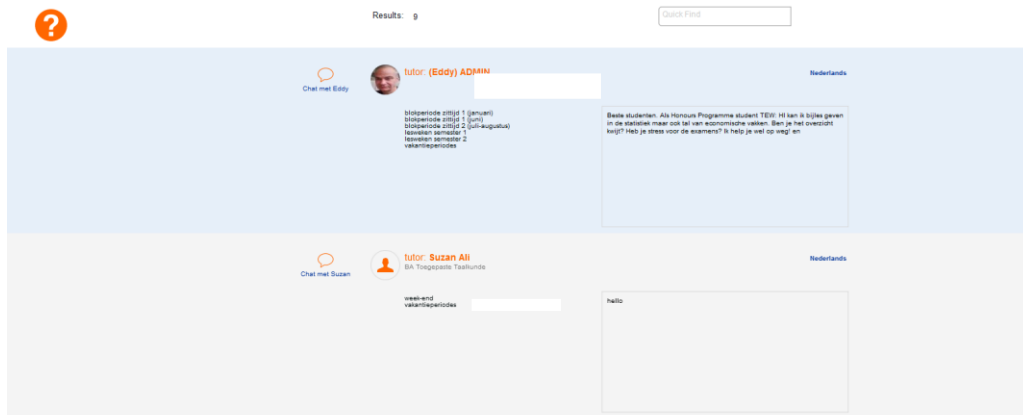 ?
Results: 9
Quick Find
Chat met Eddy
tutor: (Eddy) ADMIN
Nederlands
blokperiode zittijd 1 (januari)
blokperiode zittijd 1 (juni)
blokperiode zittijd 2 (juli-augustus)
lesweken semester 1
lesweken semester 2
vakantieperiodes
Beste studenten. Als Honours Programme student TEW: HI kan ik bijles geven
in de statistiek maar ook tal van economische vakken. Ben je het overzicht
kwijt? Heb je stress voor de examens? Ik help je wel op weg! en
Chat met Suzan
tutor: Suzan Ali
BA Toegepaste Taalkunde
Nederlands
week-end
vakantieperiodes
hello